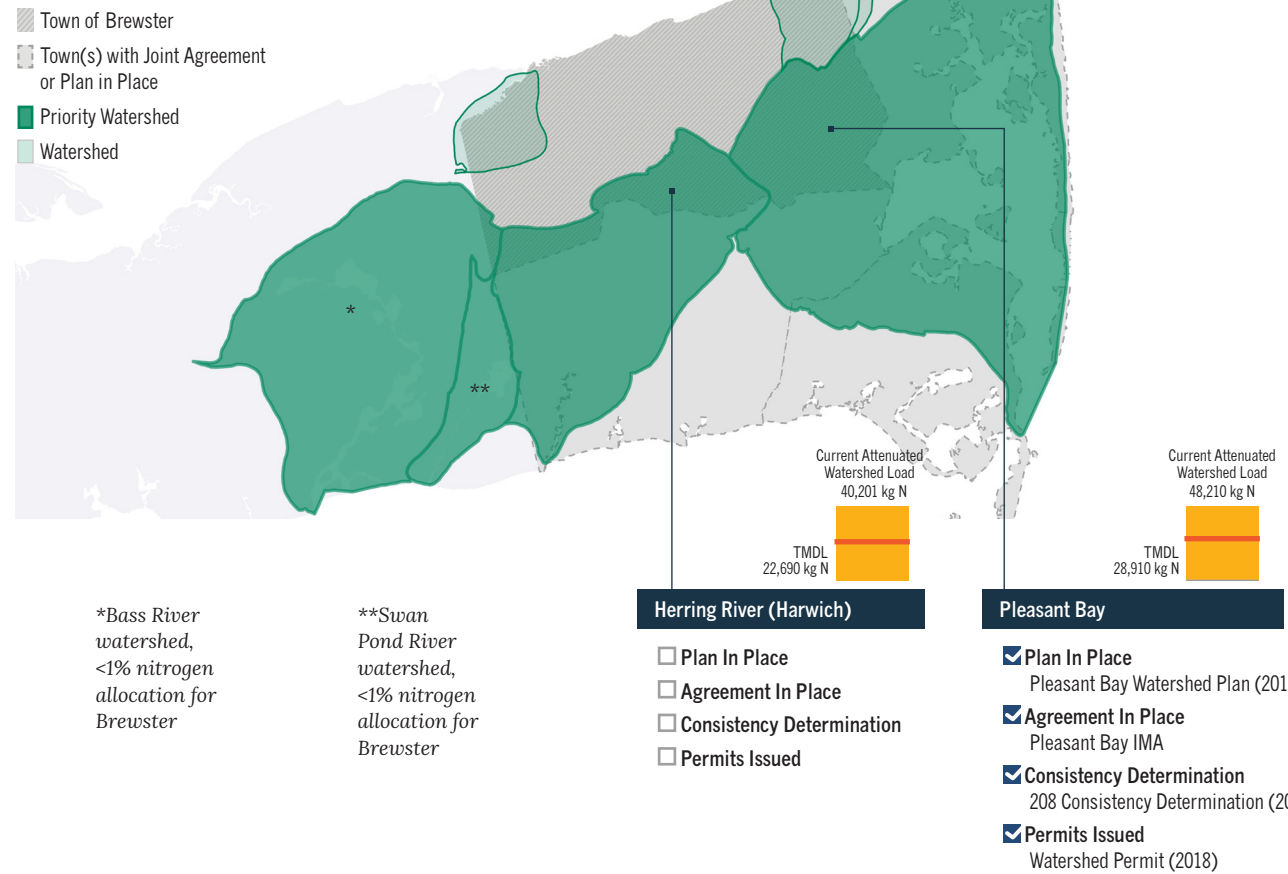 Town of Brewster
Town(s) with Joint Agreement
or Plan in Place
Priority Watershed
Watershed
*
**
Current Attenuated
Watershed Load
40,201 kg N
TMDL
22,690 kg N
Current Attenuated
Watershed Load
48,210 kg N
TMDL
28,910 kg N
*Bass River
watershed,
<1% nitrogen
allocation for
Brewster
**Swan
Pond River
watershed,
<1% nitrogen
allocation for
Brewster
Herring River (Harwich)
Plan In Place
Agreement In Place
Consistency Determination
Permits Issued
Pleasant Bay
Plan In Place
Pleasant Bay Watershed Plan (201
Agreement In Place
Pleasant Bay IMA
Consistency Determination
208 Consistency Determination (20
Permits Issued
Watershed Permit (2018)